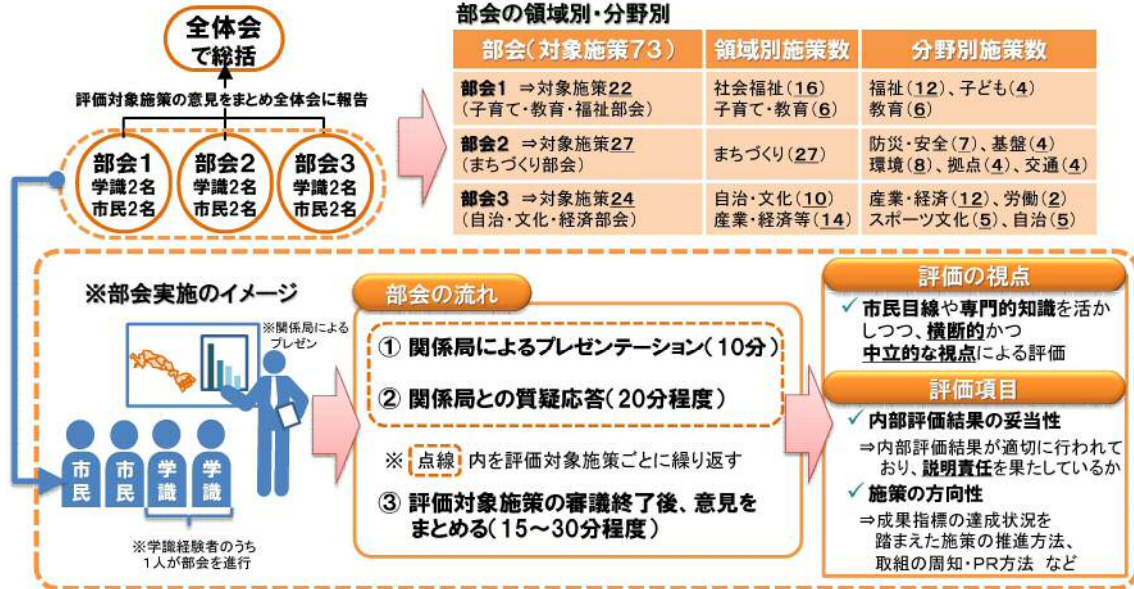 全体会
で総括
評価対象施策の意見をまとめ全体会に報告
部会1
学識2名
市民2名
部会2
学識2名
市民2名
部会3
学識2名
市民2名
部会の領域別・分野別
部会(対象施策73) 領域別施策数 分野別施策数
部会1 ⇒対象施策22
(子育て・教育・福祉部会)
社会福祉(16)
子育て・教育(6)
福祉(12)、子ども(4)
教育(6)
部会2 ⇒対象施策27
(まちづくり部会)
まちづくり(27)
防災・安全(7)、基盤(4)
環境(8)、拠点(4)、交通(4)
部会3 ⇒対象施策24
(自治・文化・経済部会)
自治・文化(10)
産業・経済等(14)
産業・経済(12)、労働(2)
スポーツ文化(5)、自治(5)
※部会実施のイメージ
※関係局による
プレゼン
市民
市民
学識
学識
※学識経験者のうち
1人が部会を進行
部会の流れ
① 関係局によるプレゼンテーション(10分)
② 関係局との質疑応答(20分程度)
※ 点線 内を評価対象施策ごとに繰り返す
③ 評価対象施策の審議終了後、意見を
まとめる(15～30分程度)
評価の視点
✓ 市民目線や専門的知識を活か
しつつ、横断的かつ
中立的な視点による評価
評価項目
✓ 内部評価結果の妥当性
⇒内部評価結果が適切に行われて
おり、説明責任を果たしているか
✓ 施策の方向性
⇒成果指標の達成状況を
踏まえた施策の推進方法、
取組の周知・PR方法 など